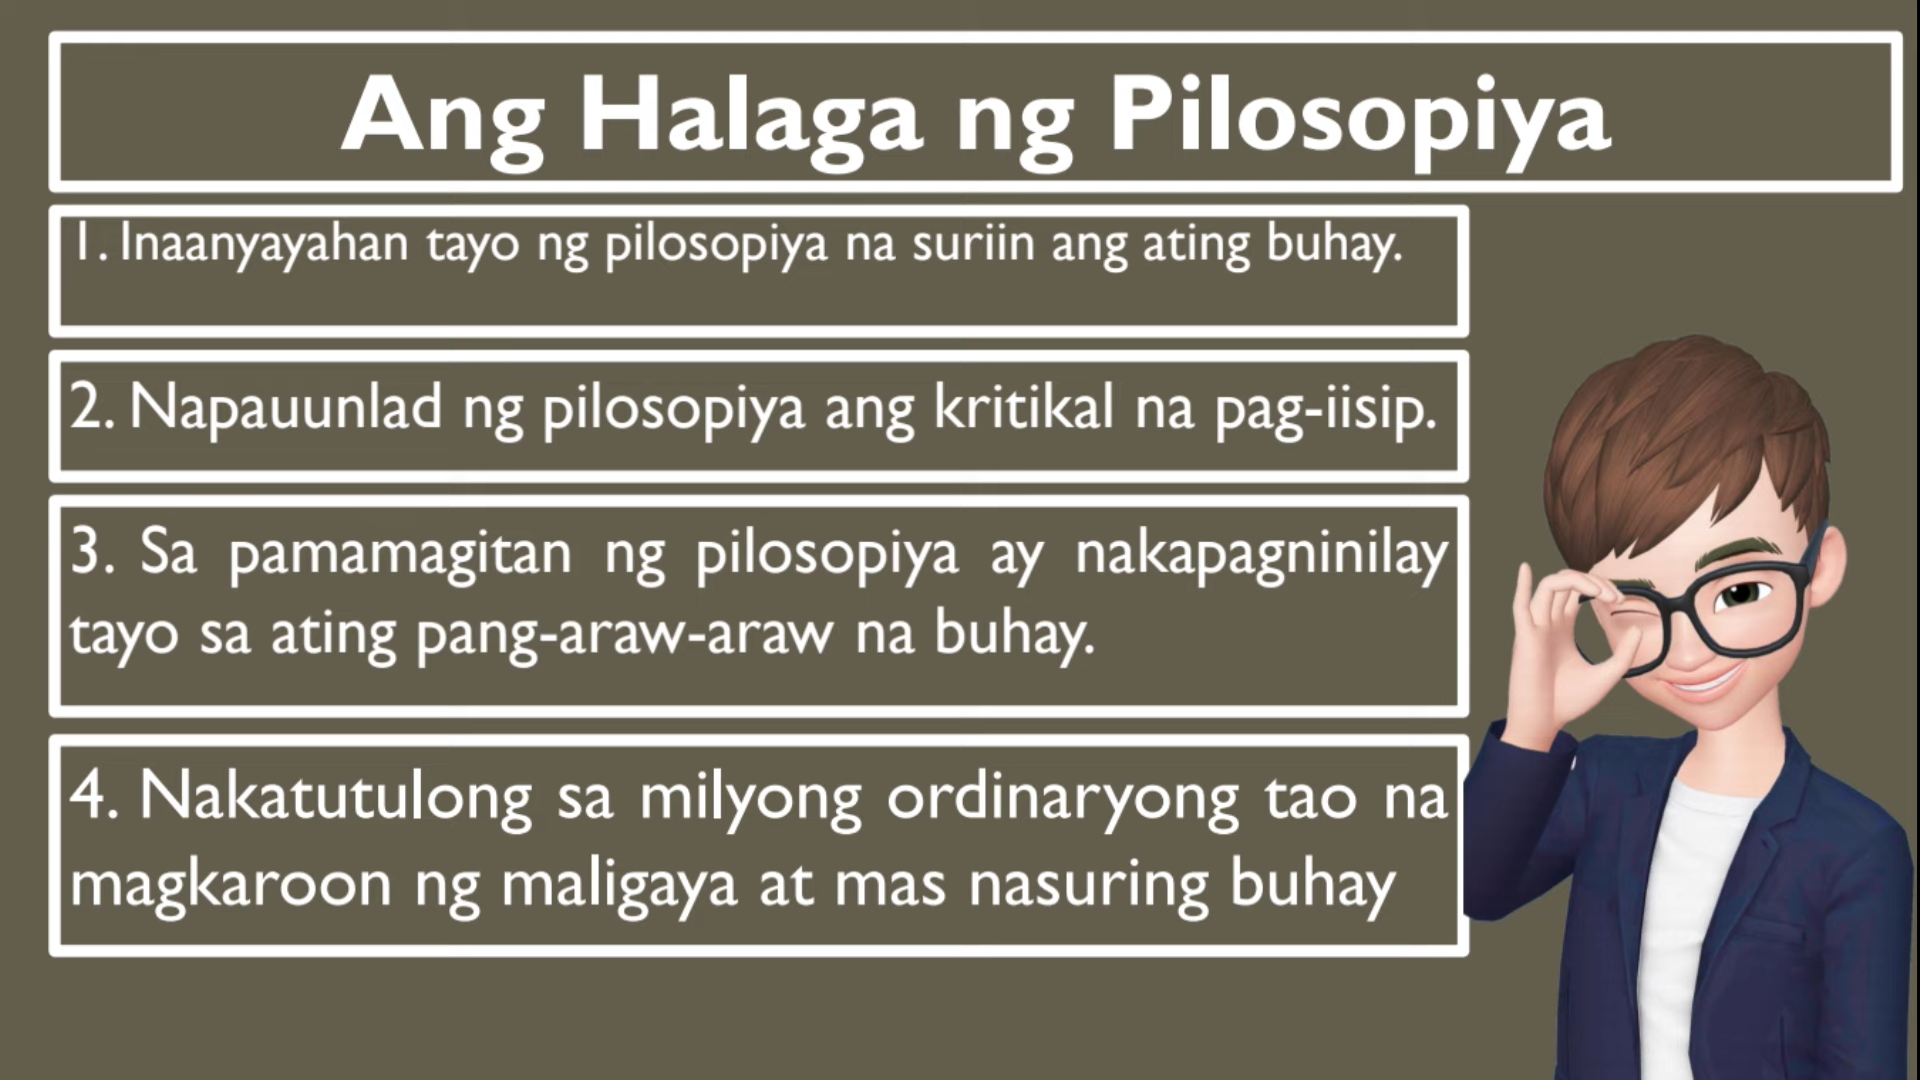 Ang Halaga ng Pilosopiya
1. Inaanyayahan tayo ng pilosopiya na suriin ang ating buhay.
2. Napauunlad ng pilosopiya ang kritikal na pag-iisip.
3. Sa pamamagitan ng pilosopiya ay nakapagninilay
tayo sa ating pang-araw-araw na buhay.
4. Nakatutulong sa milyong ordinaryong tao na
magkaroon ng maligaya at mas nasuring buhay